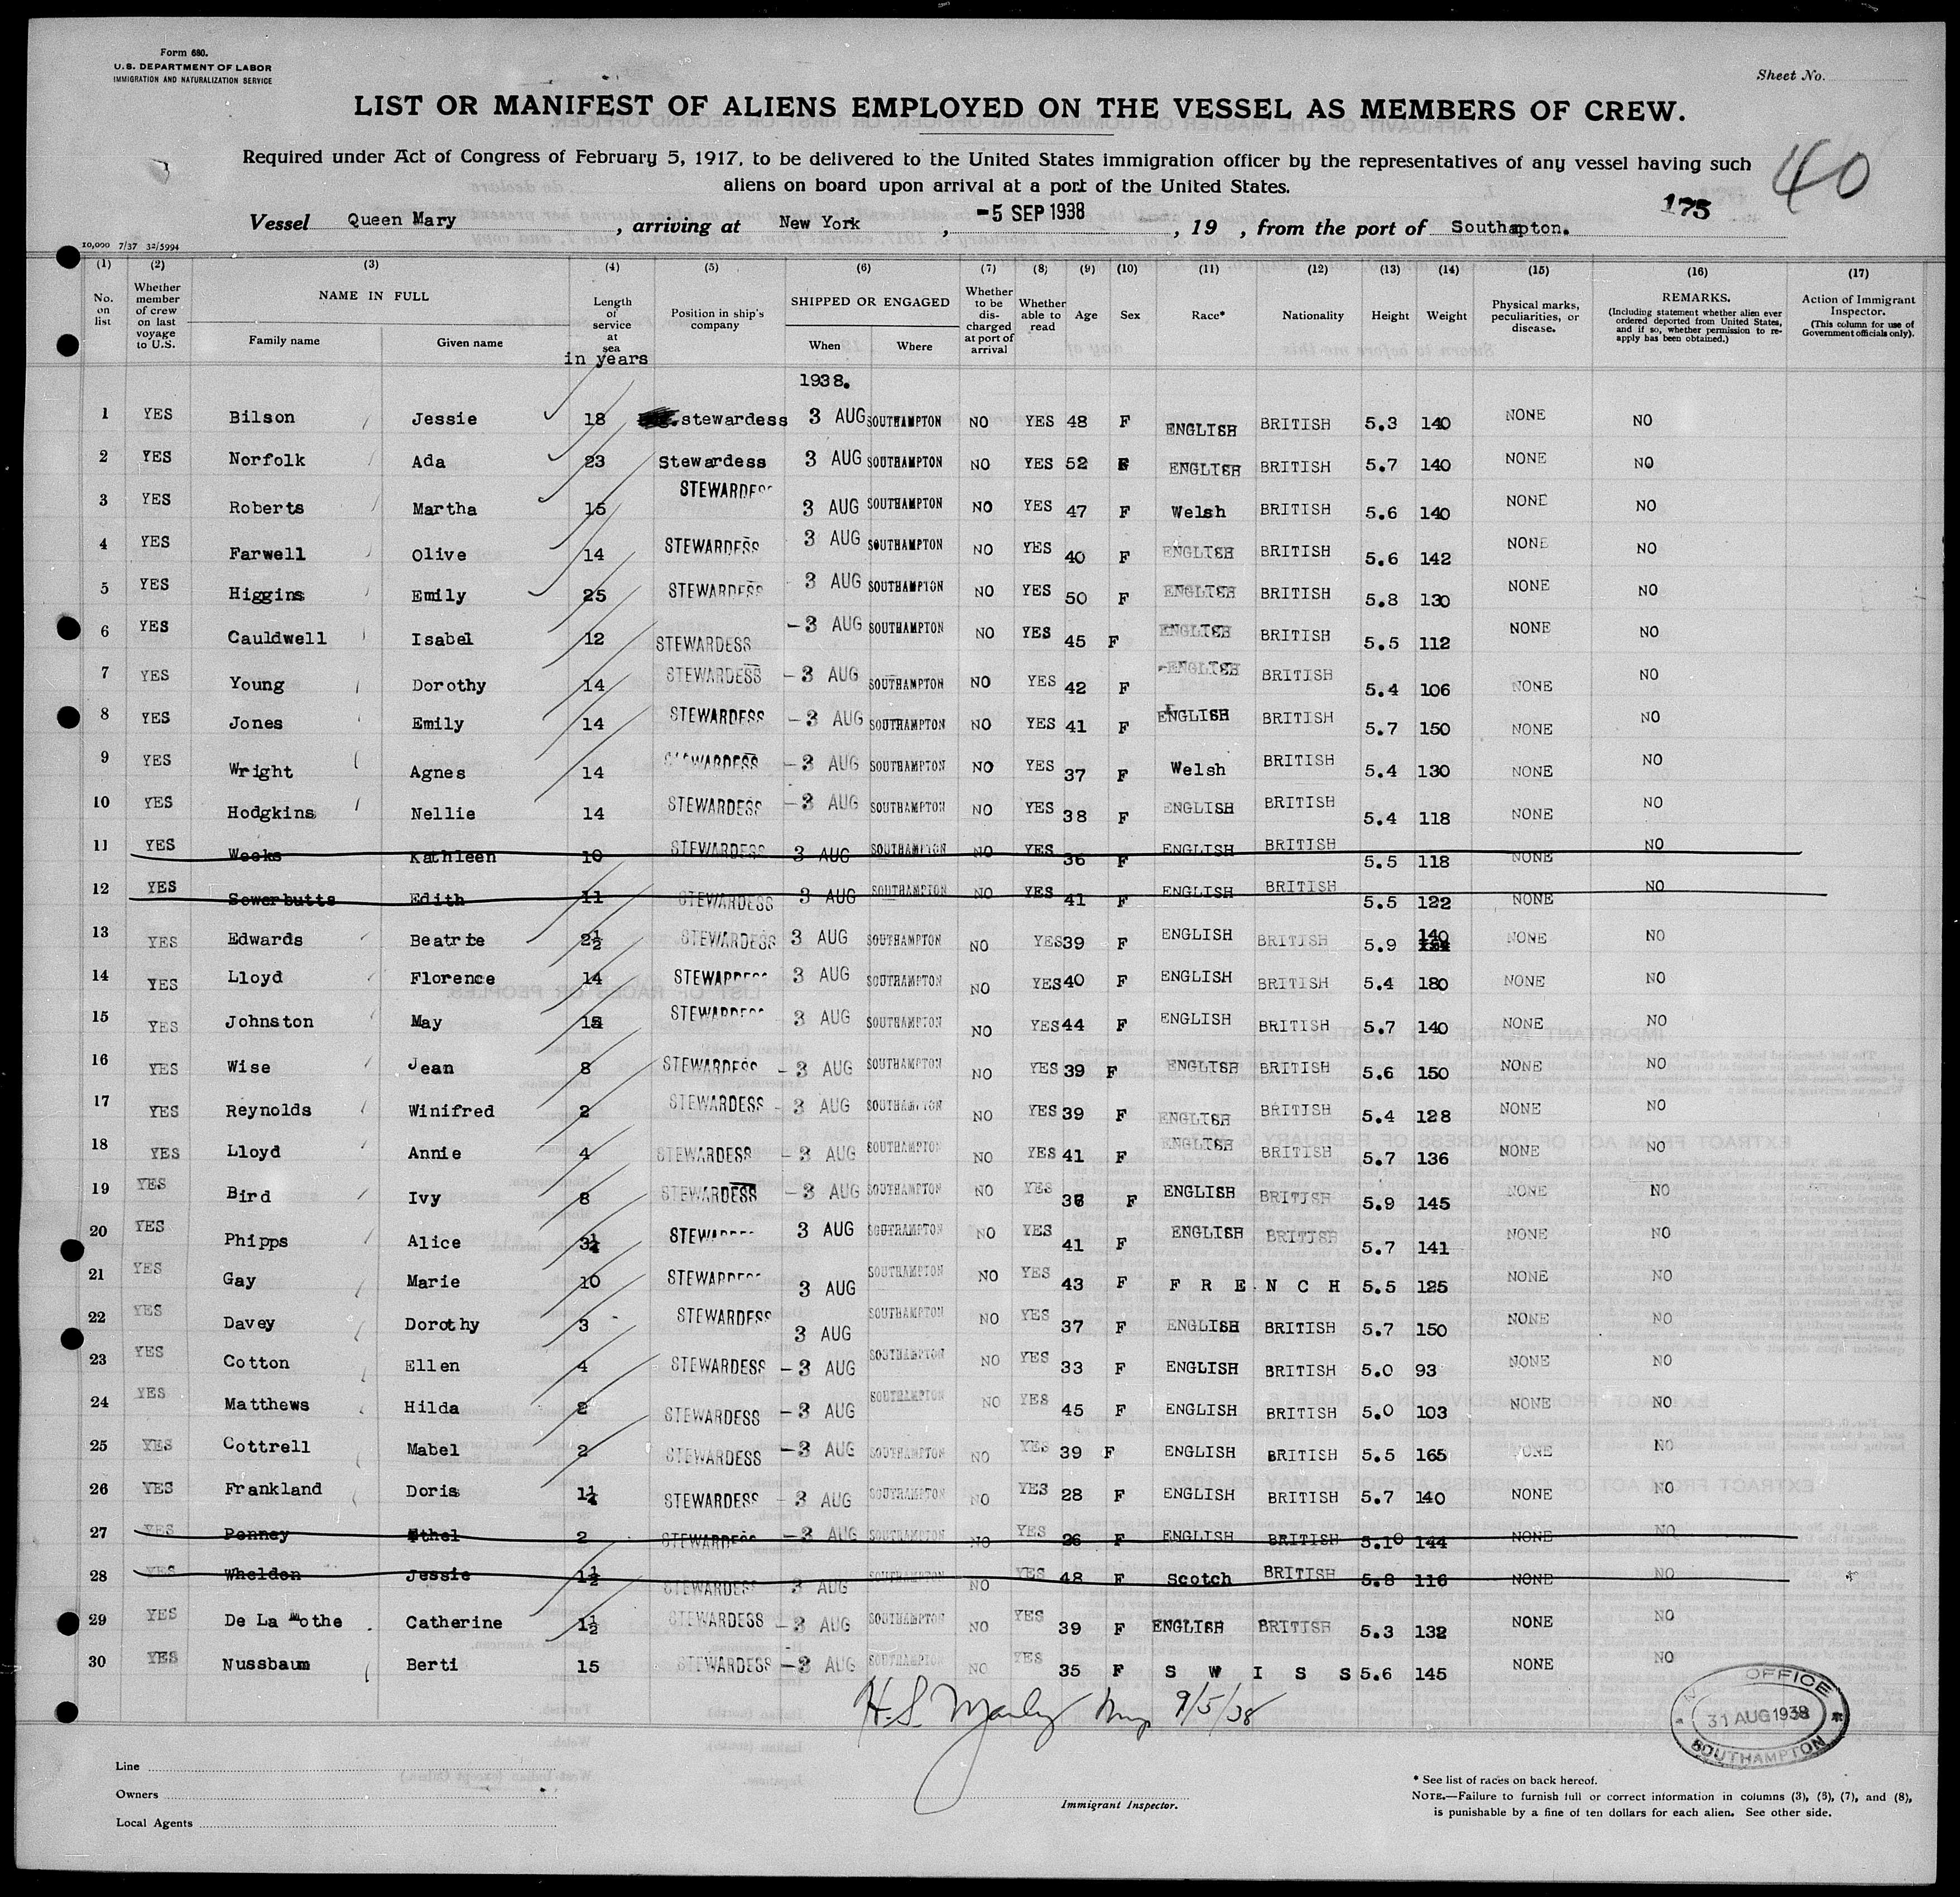 Form 680.
U.S. DEPARTMENT OF LABOR
IMMIGRATION AND NATURALIZATION SERVICE
Sheet No.
LIST OR MANIFEST OF ALIENS EMPLOYED ON THE VESSEL AS MEMBERS OF CREW.
Required under Act of Congress of February 5, 1917, to be delivered to the United States immigration officer by the representatives of any vessel having such
aliens on board upon arrival at a port of the United States.
40
175
Vessel Queen Mary, arriving at New York, -5 SEP 1938, 19 , from the port of Southampton.
10,000 7/37 32/5994
(1) (2) (3) (4) (5) (6) (7) (8) (9) (10) (11) (12) (13) (14) (15) (16) (17)
No. on list
Whether member of crew on last voyage to U.S.
NAME IN FULL
Family name
Given name
Length of service at sea
in years
Position in ship's company
SHIPPED OR ENGAGED
When
Where
Whether to be discharged at port of arrival
Whether able to read
Age
Sex
Race*
Nationality
Height
Weight
Physical marks, peculiarities, or disease.
REMARKS.
(Including statement whether alien ever ordered deported from United States, and if so, whether permission to re-apply has been obtained.)
Action of Immigrant Inspector.
(This column for use of Government officials only).
1938.
1 YES Bilson Jessie 18 stewardess 3 AUG SOUTHAMPTON NO YES 48 F ENGLISH BRITISH 5.3 140 NONE NO
2 YES Norfolk Ada 23 Stewardess 3 AUG SOUTHAMPTON NO YES 52 F ENGLISH BRITISH 5.7 140 NONE NO
3 YES Roberts Martha 15 STEWARDESS 3 AUG SOUTHAMPTON NO YES 47 F Welsh BRITISH 5.6 140 NONE NO
4 YES Farwell Olive 14 STEWARDESS 3 AUG SOUTHAMPTON NO YES 40 F ENGLISH BRITISH 5.6 142 NONE NO
5 YES Higgins Emily 25 STEWARDESS 3 AUG SOUTHAMPTON NO YES 50 F ENGLISH BRITISH 5.8 130 NONE NO
6 YES Cauldwell Isabel 12 STEWARDESS -3 AUG SOUTHAMPTON NO YES 45 F ENGLISH BRITISH 5.5 112 NONE NO
7 YES Young Dorothy 14 STEWARDESS -3 AUG SOUTHAMPTON NO YES 42 F ENGLISH BRITISH 5.4 106 NONE NO
8 YES Jones Emily 14 STEWARDESS -3 AUG SOUTHAMPTON NO YES 41 F ENGLISH BRITISH 5.7 150 NONE NO
9 YES Wright Agnes 14 STEWARDESS -3 AUG SOUTHAMPTON NO YES 37 F Welsh BRITISH 5.4 130 NONE NO
10 YES Hodgkins Nellie 14 STEWARDESS -3 AUG SOUTHAMPTON NO YES 38 F ENGLISH BRITISH 5.4 118 NONE NO
11 YES Weeks Kathleen 10 STEWARDESS 3 AUG SOUTHAMPTON NO YES 36 F ENGLISH BRITISH 5.5 118 NONE NO
12 YES Sowerbutts Edith 11 STEWARDESS 3 AUG SOUTHAMPTON NO YES 41 F ENGLISH BRITISH 5.5 122 NONE NO
13 YES Edwards Beatrice 2½ STEWARDESS 3 AUG SOUTHAMPTON NO YES 39 F ENGLISH BRITISH 5.9 140 NONE NO
14 YES Lloyd Florence 14 STEWARDESS 3 AUG SOUTHAMPTON NO YES 40 F ENGLISH BRITISH 5.4 180 NONE NO
15 YES Johnston May STEWARDESS 3 AUG SOUTHAMPTON NO YES 44 F ENGLISH BRITISH 5.7 140 NONE NO
16 YES Wise Jean 8 STEWARDESS -3 AUG SOUTHAMPTON NO YES 39 F ENGLISH BRITISH 5.6 150 NONE NO
17 YES Reynolds Winifred 2 STEWARDESS -3 AUG SOUTHAMPTON NO YES 39 F ENGLISH BRITISH 5.4 128 NONE NO
18 YES Lloyd Annie 4 STEWARDESS -3 AUG SOUTHAMPTON NO YES 41 F ENGLISH BRITISH 5.7 136 NONE NO
19 YES Bird Ivy 8 STEWARDESS -3 AUG SOUTHAMPTON NO YES F ENGLISH BRITISH 5.9 145 NONE NO
20 YES Phipps Alice 3¼ STEWARDESS 3 AUG SOUTHAMPTON NO YES 41 F ENGLISH BRITISH 5.7 141 NONE NO
21 YES Gay Marie 10 STEWARDESS 3 AUG SOUTHAMPTON NO YES 43 F F R E N C H 5.5 125 NONE NO
22 YES Davey Dorothy 3 STEWARDESS 3 AUG SOUTHAMPTON NO YES 37 F ENGLISH BRITISH 5.7 150 NONE NO
23 YES Cotton Ellen 4 STEWARDESS -3 AUG SOUTHAMPTON NO YES 33 F ENGLISH BRITISH 5.0 93 NONE NO
24 YES Matthews Hilda 2 STEWARDESS -3 AUG SOUTHAMPTON NO YES 45 F ENGLISH BRITISH 5.0 103 NONE NO
25 YES Cottrell Mabel 2 STEWARDESS -3 AUG SOUTHAMPTON NO YES 39 F ENGLISH BRITISH 5.5 165 NONE NO
26 YES Frankland Doris 1¼ STEWARDESS -3 AUG SOUTHAMPTON NO YES 28 F ENGLISH BRITISH 5.7 140 NONE NO
27 YES Penney Ethel 2 STEWARDESS -3 AUG SOUTHAMPTON NO YES 26 F ENGLISH BRITISH 5.10 144 NONE NO
28 YES Wheldon Jessie 1½ STEWARDESS 3 AUG SOUTHAMPTON NO YES 48 F Scotch BRITISH 5.8 116 NONE NO
29 YES De La Mothe Catherine 1½ STEWARDESS -3 AUG SOUTHAMPTON NO YES 39 F ENGLISH BRITISH 5.3 132 NONE NO
30 YES Nussbaum Berti 15 STEWARDESS -3 AUG SOUTHAMPTON NO YES 35 F S W I S S 5.6 145 NONE NO
H.S. 9/5/38
OFFICE
31 AUG 1938
SOUTHAMPTON
Line
Owners
Local Agents
Immigrant Inspector.
* See list of races on back hereof.
NOTE.—Failure to furnish full or correct information in columns (3), (5), (7), and (8),
is punishable by a fine of ten dollars for each alien. See other side.